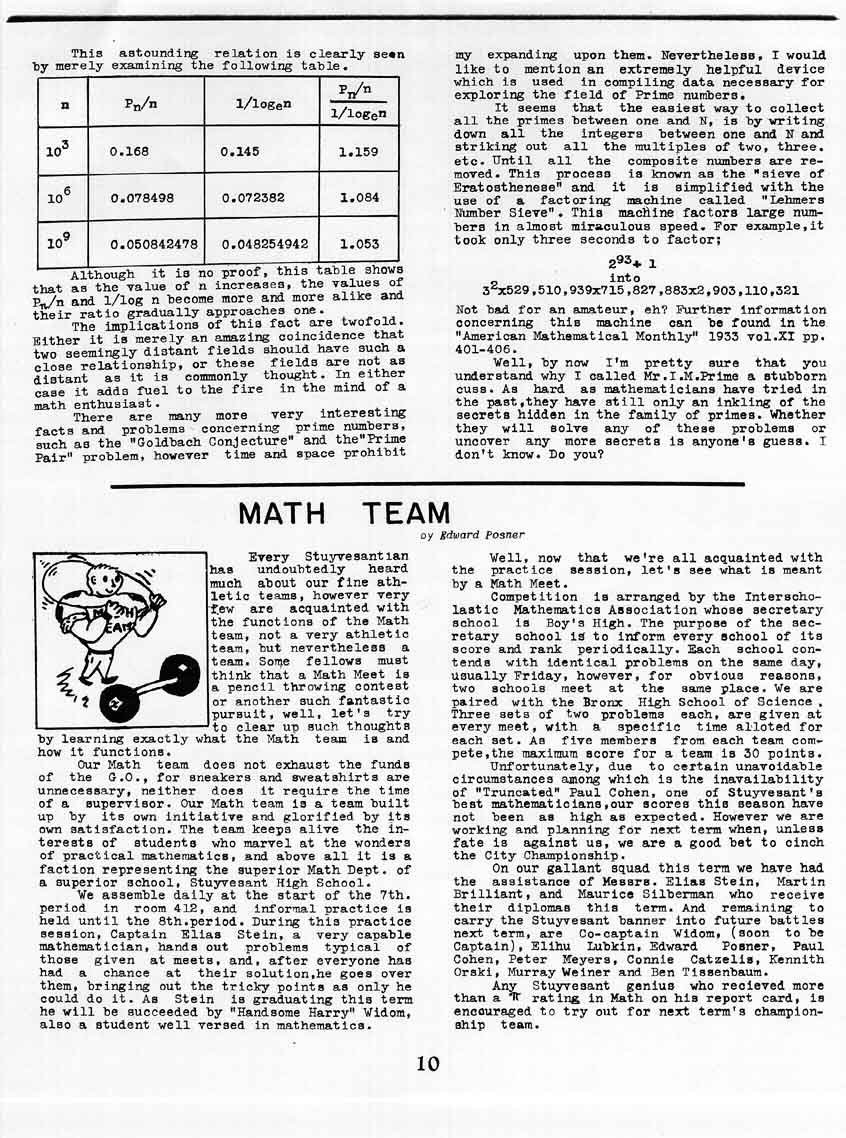 This astounding relation is clearly seen
by merely examining the following table.
n Pn/n 1/logen Pn/n
1/logen
10³ 0.168 0.145 1.159
10⁶ 0.078498 0.072382 1.084
10⁹ 0.050842478 0.048254942 1.053
Although it is no proof, this table shows
that as the value of n increases, the values of
Pn/n and 1/log n become more and more alike and
their ratio gradually approaches one.
The implications of this fact are twofold.
Either it is merely an amazing coincidence that
two seemingly distant fields should have such a
close relationship, or these fields are not as
distant as it is commonly thought. In either
case it adds fuel to the fire in the mind of a
math enthusiast.
There are many more very interesting
facts and problems concerning prime numbers,
such as the "Goldbach Conjecture" and the"Prime
Pair" problem, however time and space prohibit
my expanding upon them. Nevertheless, I would
like to mention an extremely helpful device
which is used in compiling data necessary for
exploring the field of Prime numbers.
It seems that the easiest way to collect
all the primes between one and N, is by writing
down all the integers between one and N and
striking out all the multiples of two, three.
etc. Until all the composite numbers are re-
moved. This process is known as the "sieve of
Eratosthenese" and it is simplified with the
use of a factoring machine called "Lehmers
Number Sieve". This machine factors large num-
bers in almost miraculous speed. For example,it
took only three seconds to factor;
2⁹³+ 1
into
3²x529,510,939x715,827,883x2,903,110,321
Not bad for an amateur, eh? Further information
concerning this machine can be found in the
"American Mathematical Monthly" 1933 vol.XI pp.
401-406.
Well, by now I'm pretty sure that you
understand why I called Mr.I.M.Prime a stubborn
cuss. As hard as mathematicians have tried in
the past,they have still only an inkling of the
secrets hidden in the family of primes. Whether
they will solve any of these problems or
uncover any more secrets is anyone's guess. I
don't know. Do you?
MATH TEAM
by Edward Posner
M H
EAM
Every Stuyvesantian
has undoubtedly heard
much about our fine ath-
letic teams, however very
few are acquainted with
the functions of the Math
team, not a very athletic
team, but nevertheless a
team. Some fellows must
think that a Math Meet is
a pencil throwing contest
or another such fantastic
pursuit, well, let's try
to clear up such thoughts
by learning exactly what the Math team is and
how it functions.
Our Math team does not exhaust the funds
of the G.O., for sneakers and sweatshirts are
unnecessary, neither does it require the time
of a supervisor. Our Math team is a team built
up by its own initiative and glorified by its
own satisfaction. The team keeps alive the in-
terests of students who marvel at the wonders
of practical mathematics, and above all it is a
faction representing the superior Math Dept. of
a superior school, Stuyvesant High School.
We assemble daily at the start of the 7th.
period in room 412, and informal practice is
held until the 8th.period. During this practice
session, Captain Elias Stein, a very capable
mathematician, hands out problems typical of
those given at meets, and, after everyone has
had a chance at their solution,he goes over
them, bringing out the tricky points as only he
could do it. As Stein is graduating this term
he will be succeeded by "Handsome Harry" Widom,
also a student well versed in mathematics.
Well, now that we're all acquainted with
the practice session, let's see what is meant
by a Math Meet.
Competition is arranged by the Interscho-
lastic Mathematics Association whose secretary
school is Boy's High. The purpose of the sec-
retary school is to inform every school of its
score and rank periodically. Each school con-
tends with identical problems on the same day,
usually Friday, however, for obvious reasons,
two schools meet at the same place. We are
paired with the Bronx High School of Science.
Three sets of two problems each, are given at
every meet, with a specific time alloted for
each set. As five members from each team com-
pete,the maximum score for a team is 30 points.
Unfortunately, due to certain unavoidable
circumstances among which is the inavailability
of "Truncated" Paul Cohen, one of Stuyvesant's
best mathematicians,our scores this season have
not been as high as expected. However we are
working and planning for next term when, unless
fate is against us, we are a good bet to cinch
the City Championship.
On our gallant squad this term we have had
the assistance of Messrs. Elias Stein, Martin
Brilliant, and Maurice Silberman who receive
their diplomas this term. And remaining to
carry the Stuyvesant banner into future battles
next term, are Co-captain Widom, (soon to be
Captain), Elihu Lubkin, Edward Posner, Paul
Cohen, Peter Meyers, Connie Catzelis, Kennith
Orski, Murray Weiner and Ben Tissenbaum.
Any Stuyvesant genius who recieved more
than a π rating in Math on his report card, is
encouraged to try out for next term's champion-
ship team.
10